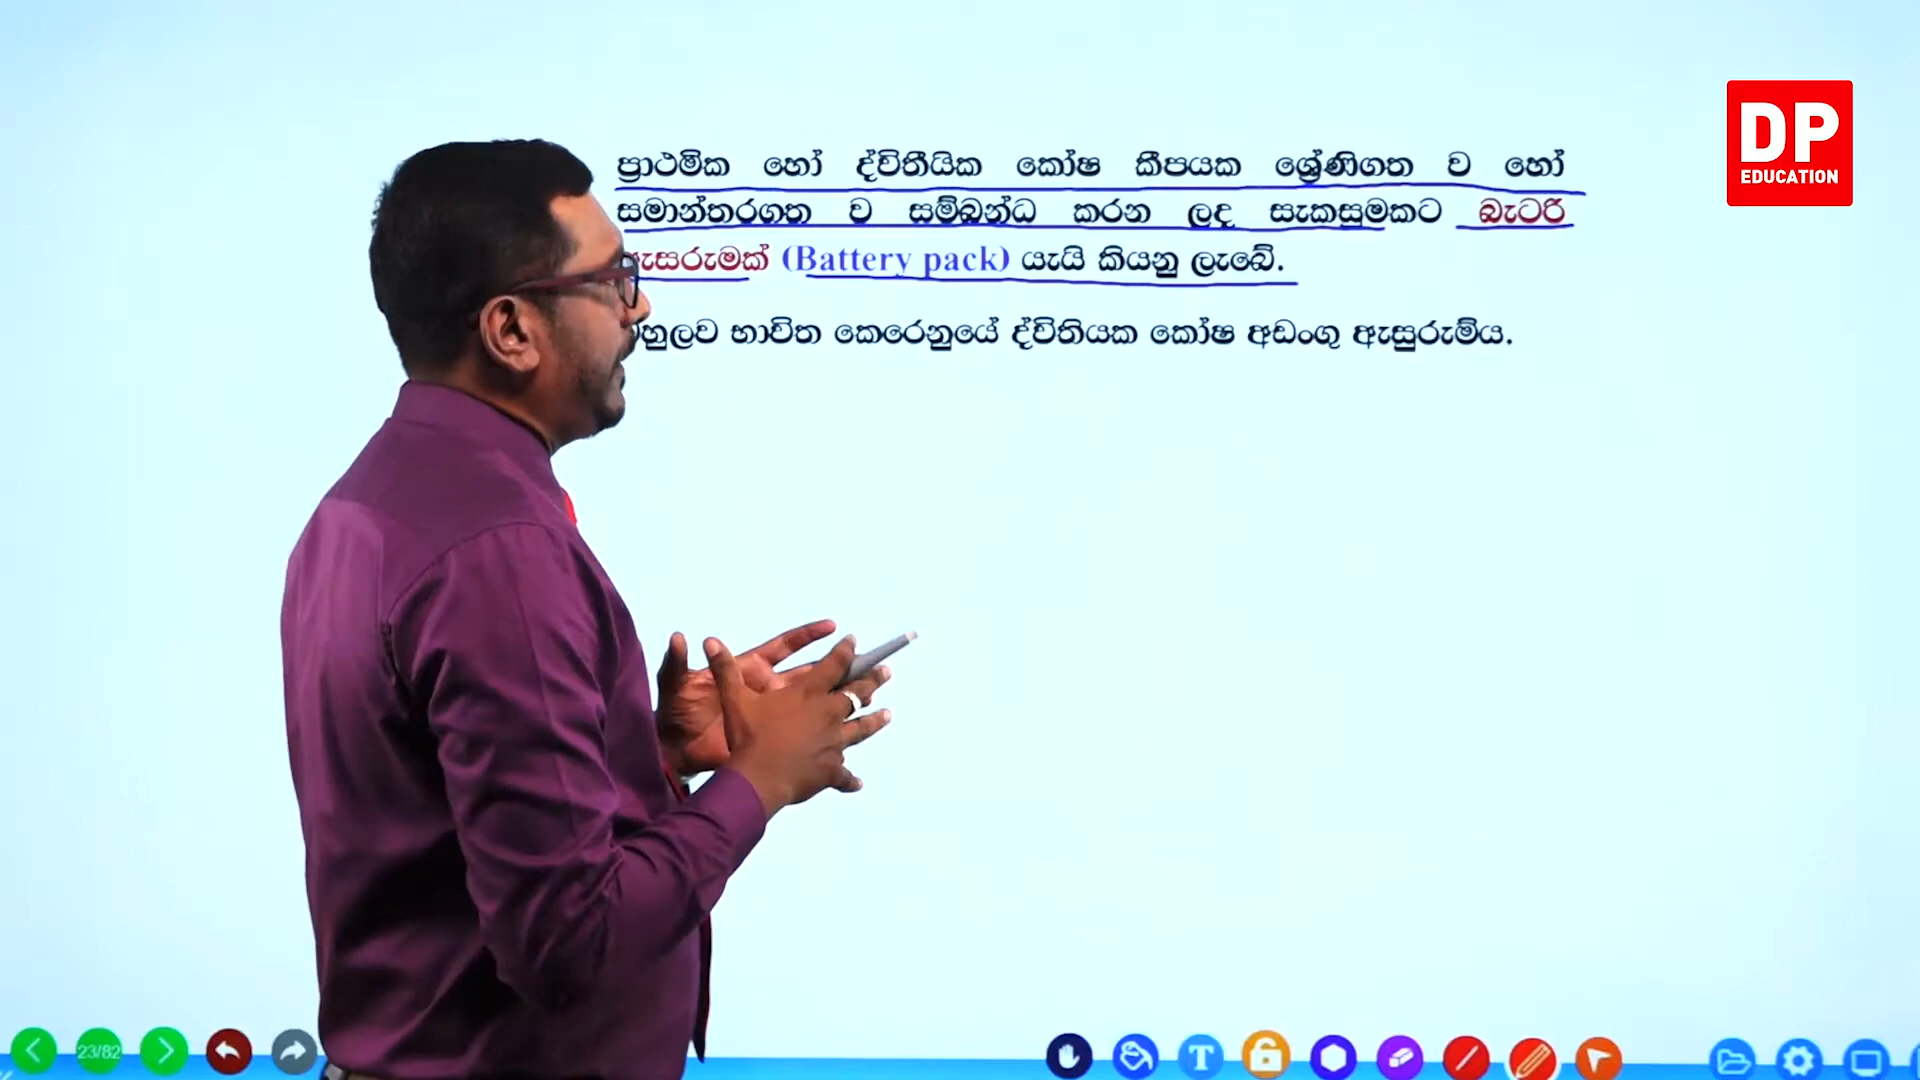 DP
EDUCATION
ප්‍රාථමික හෝ ද්විතීයික කෝෂ කීපයක ශ්‍රේණිගත ව හෝ
සමාන්තරගත ව සම්බන්ධ කරන ලද සැකසුමකට බැටරි
(Battery pack) යැයි කියනු ලැබේ.
භාවිත කෙරෙනුයේ ද්විතියක කෝෂ අඩංගු ඇසුරුම්ය.
23/82
T